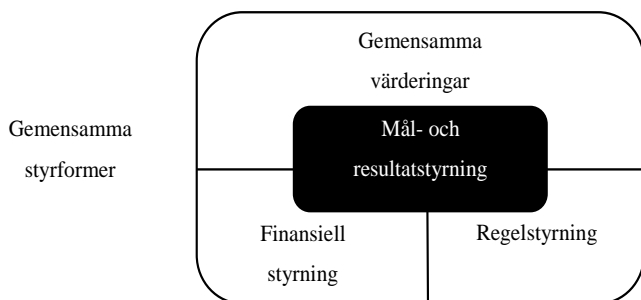 Gemensamma
värderingar
Gemensamma
styrformer
Mål- och
resultatstyrning
Finansiell
styrning
Regelstyrning